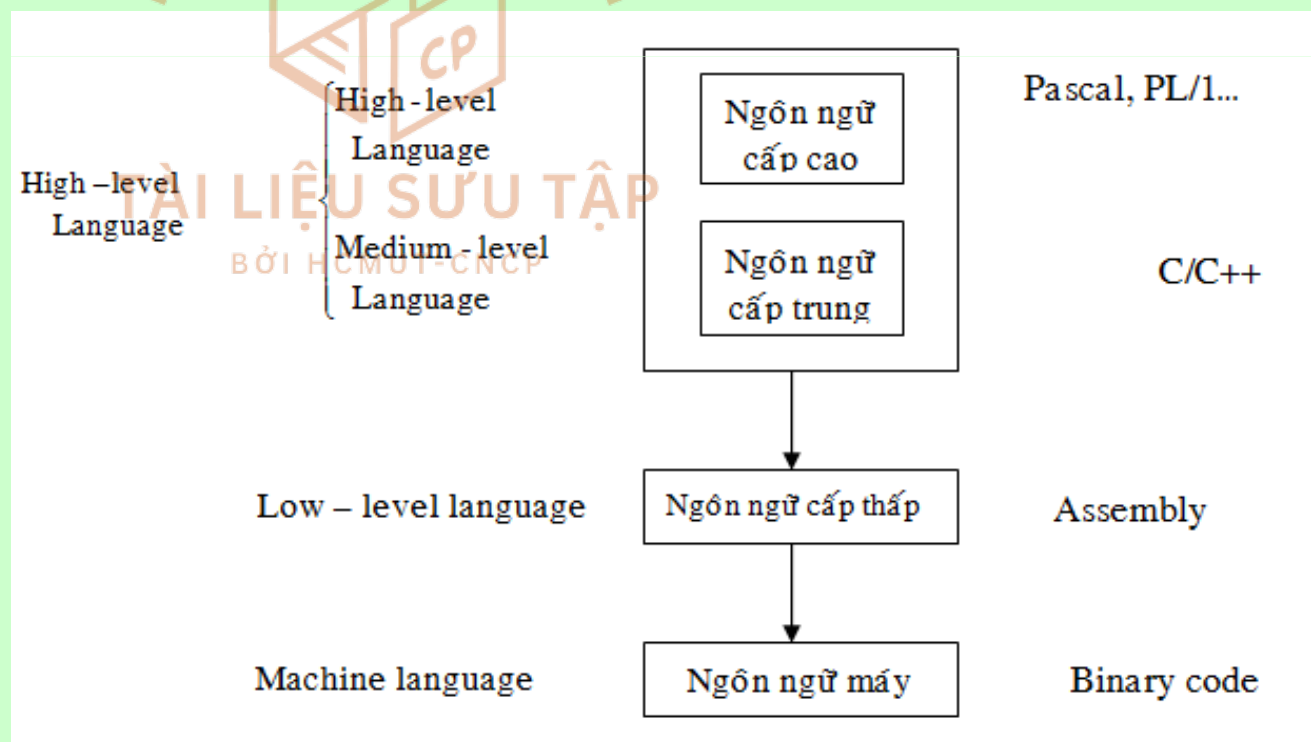 CP
High - level
Language
High –level
Language
Medium - level
Language
TÀI LIỆU SƯU TẬP
BỞI HCMUT-CNCP
Ngôn ngữ
cấp cao
Pascal, PL/1...
Ngôn ngữ
cấp trung
C/C++
Low – level language
Ngôn ngữ cấp thấp
Assembly
Machine language
Ngôn ngữ máy
Binary code